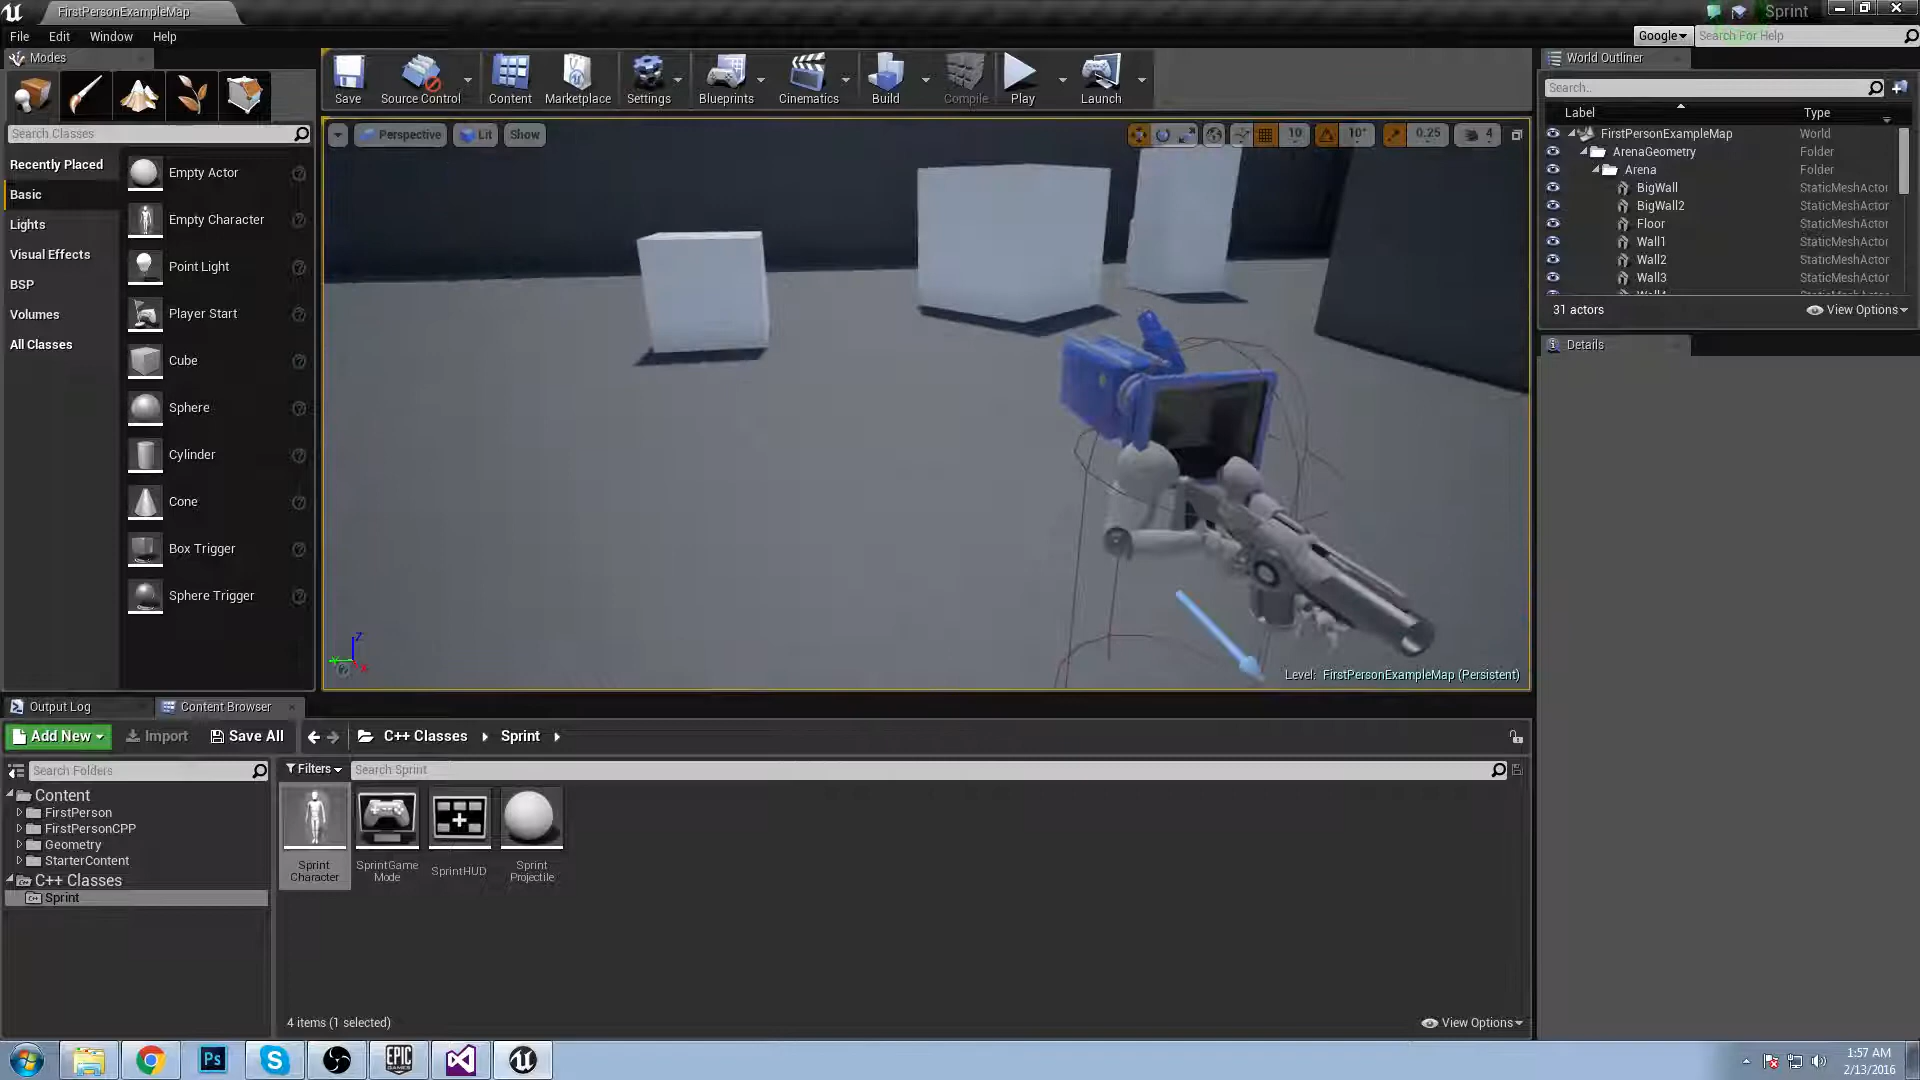 FirstPersonExampleMap
Sprint
File Edit Window Help
Google
Search For Help
Modes
Search Classes
Recently Placed
Basic
Lights
Visual Effects
BSP
Volumes
All Classes
Empty Actor
Empty Character
Point Light
Player Start
Cube
Sphere
Cylinder
Cone
Box Trigger
Sphere Trigger
Save
Source Control
Content
Marketplace
Settings
Blueprints
Cinematics
Build
Compile
Play
Launch
Perspective
Lit
Show
10
10°
0.25
4
Z
Level: FirstPersonExampleMap (Persistent)
World Outliner
Search..
Label Type
FirstPersonExampleMap World
ArenaGeometry Folder
Arena Folder
BigWall StaticMeshActor
BigWall2 StaticMeshActor
Floor StaticMeshActor
Wall1 StaticMeshActor
Wall2 StaticMeshActor
Wall3 StaticMeshActor
31 actors
View Options
Details
Output Log
Content Browser
Add New
Import
Save All
C++ Classes
Sprint
Search Folders
Filters
Search Sprint
Content
FirstPerson
FirstPersonCPP
Geometry
StarterContent
C++ Classes
Sprint
Sprint
Character
SprintGame
Mode
SprintHUD
Sprint
Projectile
4 items (1 selected)
View Options
Ps
EPIC
GAMES
1:57 AM
2/13/2016